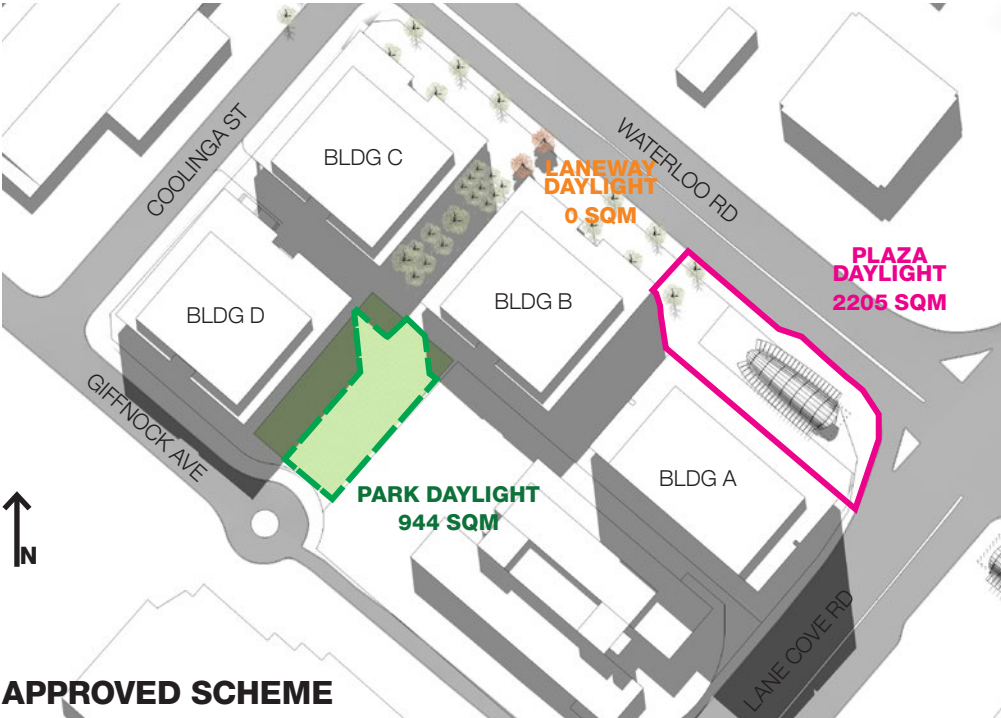 COOLINGA ST
BLDG C
WATERLOO RD
LANEWAY
DAYLIGHT
0 SQM
PLAZA
DAYLIGHT
2205 SQM
BLDG D
BLDG B
GIFFNOCK AVE
BLDG A
PARK DAYLIGHT
944 SQM
N
LANE COVE RD
APPROVED SCHEME